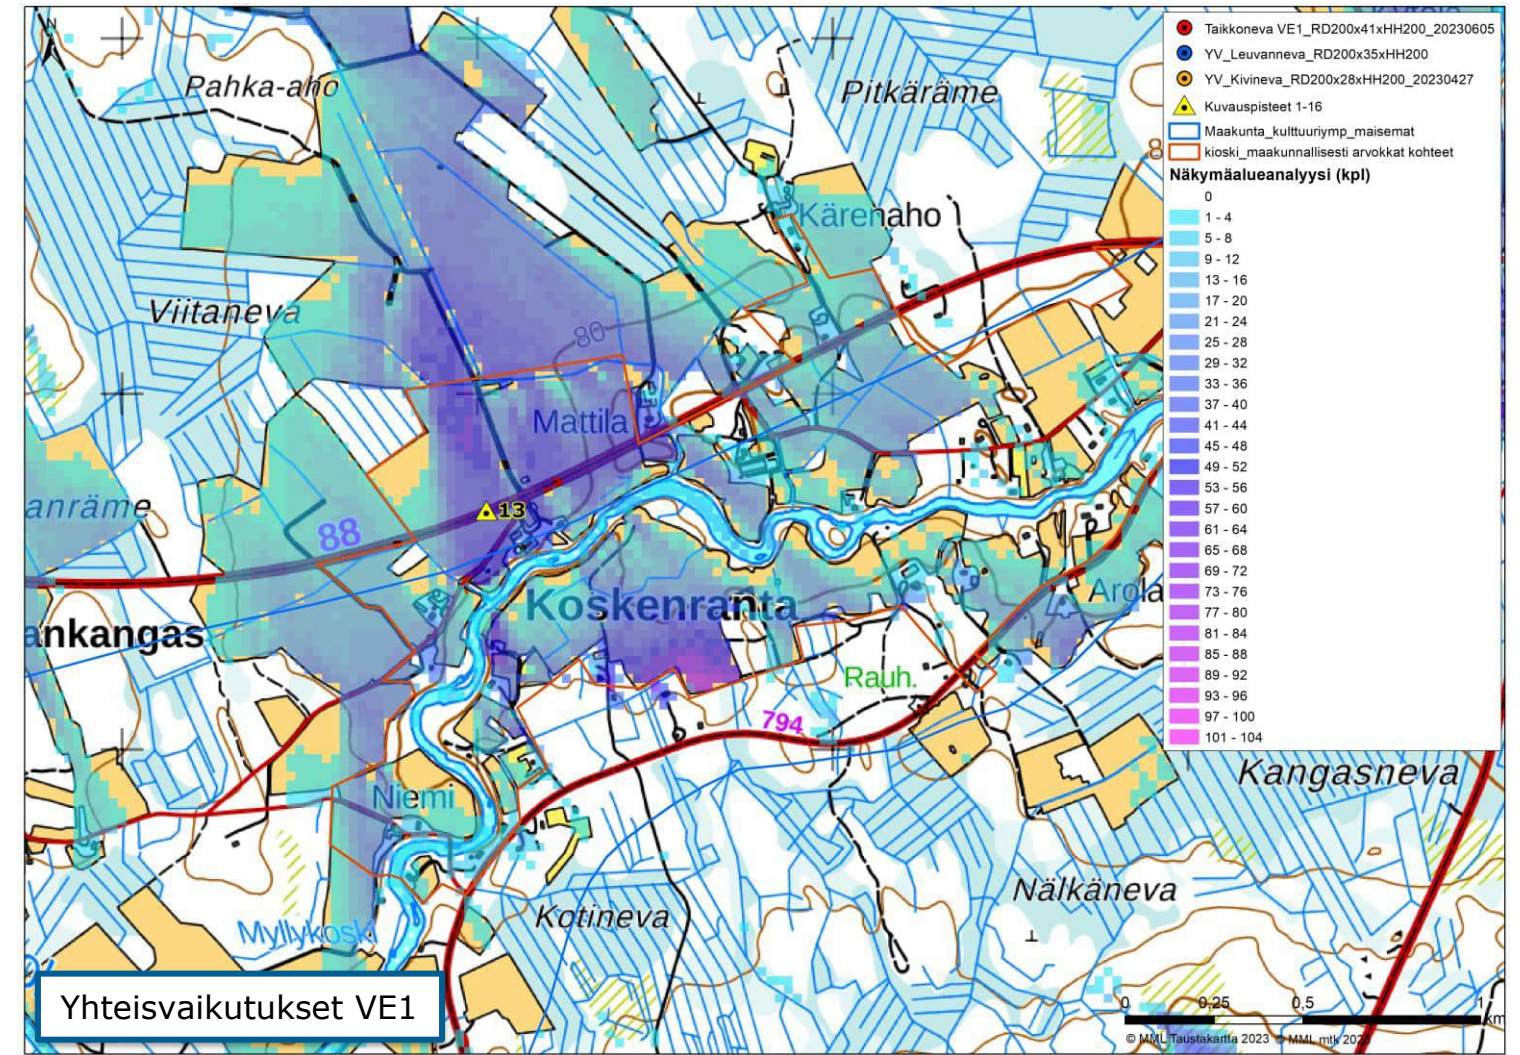 N
Pahka-aho
Pitkäräme
Kärenaho
Viitaneva
80
8
Mattila
anräme
88
13
Koskenranta
Arola
ankangas
Rauh.
794
Niemi
Kangasneva
Nälkäneva
Kotineva
Myllykoski
Taikkoneva VE1_RD200x41xHH200_20230605
YV_Leuvanneva_RD200x35xHH200
YV_Kivineva_RD200x28xHH200_20230427
Kuvauspisteet 1-16
Maakunta_kulttuuriymp_maisemat
kioski_maakunnallisesti arvokkat kohteet
Näkymäalueanalyysi (kpl)
0
1 - 4
5 - 8
9 - 12
13 - 16
17 - 20
21 - 24
25 - 28
29 - 32
33 - 36
37 - 40
41 - 44
45 - 48
49 - 52
53 - 56
57 - 60
61 - 64
65 - 68
69 - 72
73 - 76
77 - 80
81 - 84
85 - 88
89 - 92
93 - 96
97 - 100
101 - 104
Yhteisvaikutukset VE1
0 0,25 0,5 1
km
© MML Taustakartta 2023 © MML mtk 202